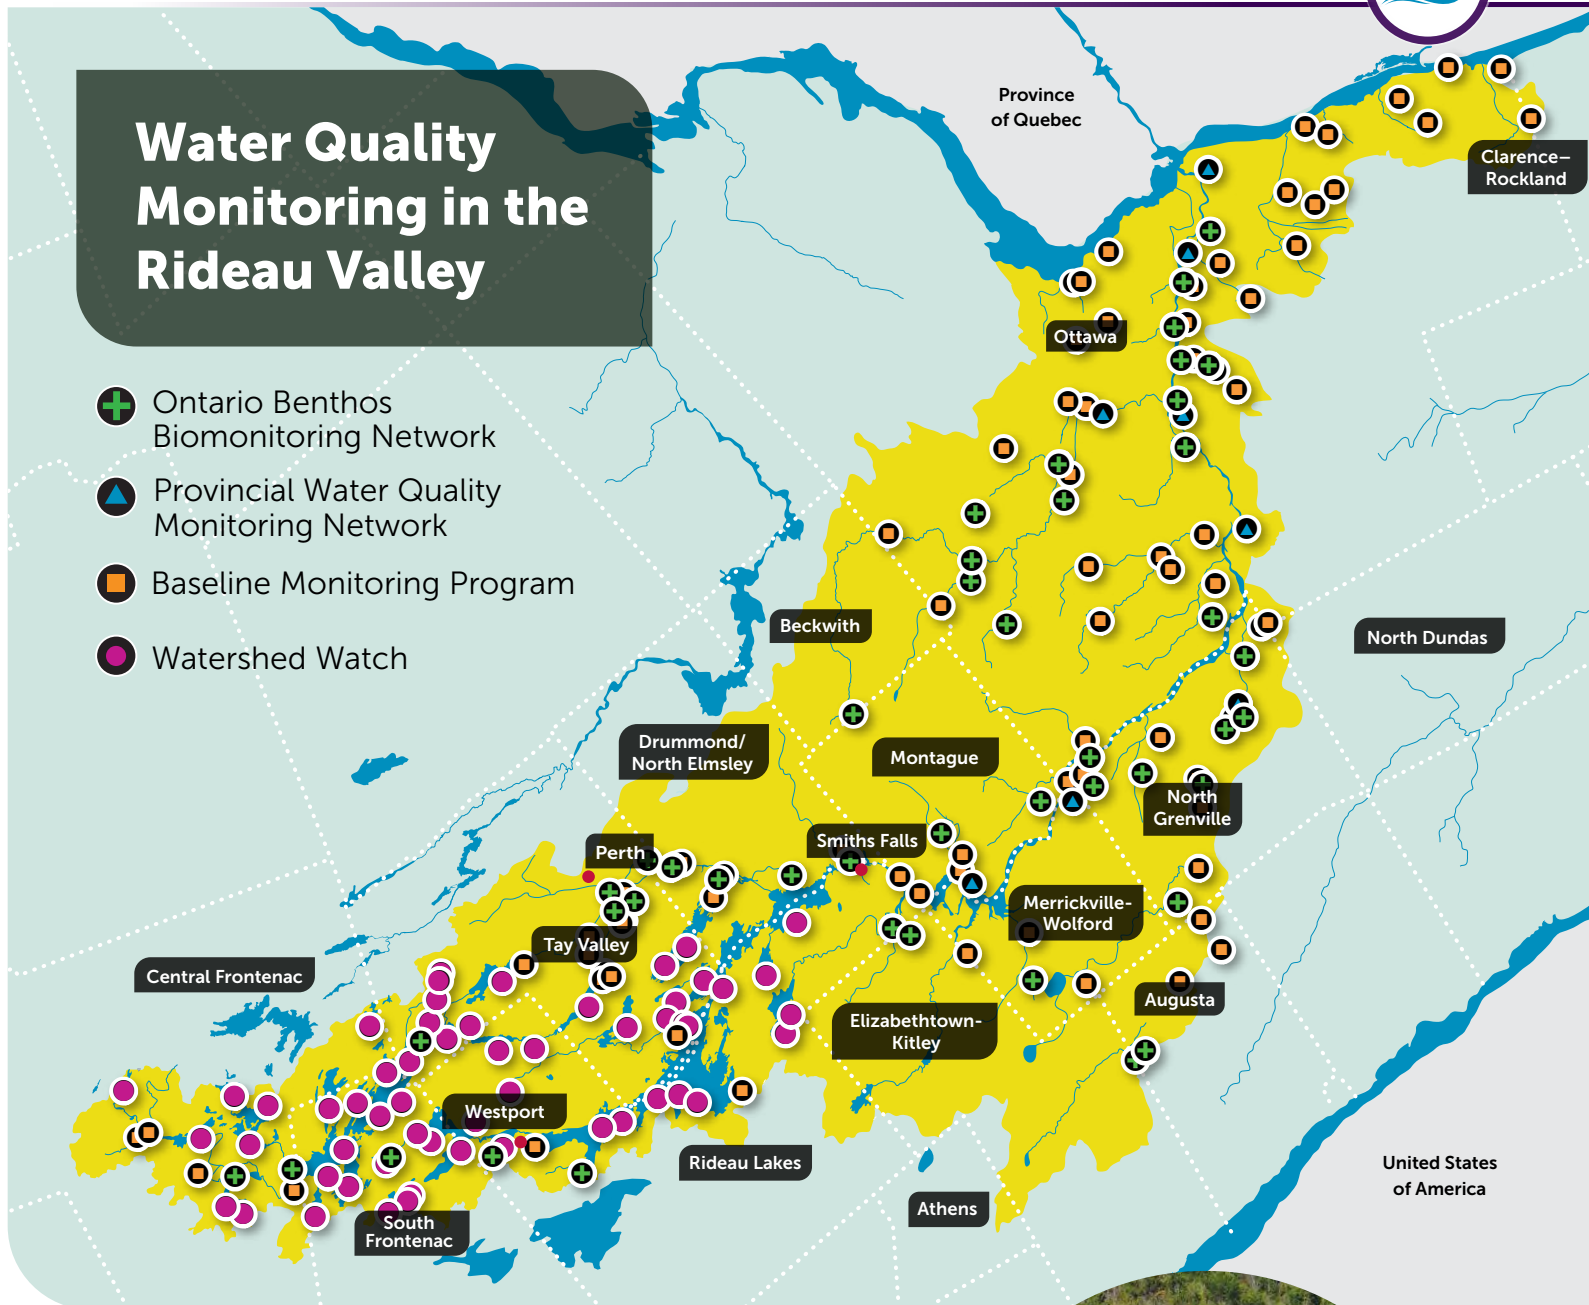 Water Quality
Monitoring in the
Rideau Valley
Ontario Benthos
Biomonitoring Network
Provincial Water Quality
Monitoring Network
Baseline Monitoring Program
Watershed Watch
Province
of Quebec
Clarence–
Rockland
Ottawa
Beckwith
North Dundas
Drummond/
North Elmsley
Montague
North
Grenville
Perth
Smiths Falls
Merrickville-
Wolford
Tay Valley
Central Frontenac
Augusta
Elizabethtown-
Kitley
Westport
Rideau Lakes
United States
of America
Athens
South
Frontenac